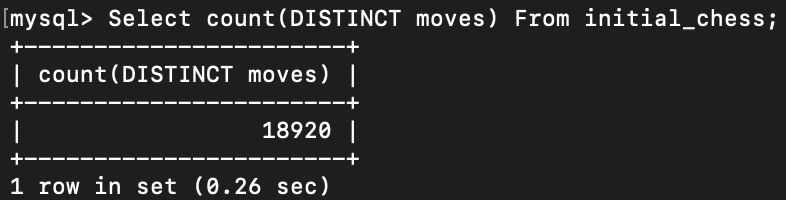 [mysql> Select count(DISTINCT moves) From initial_chess;
+------------------------+
| count(DISTINCT moves) |
+------------------------+
|                 18920 |
+------------------------+
1 row in set (0.26 sec)